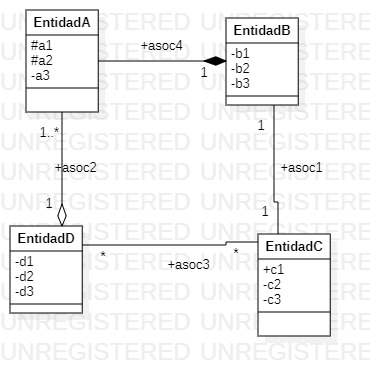 EntidadA
#a1
#a2
-a3
+asoc4
1
EntidadB
-b1
-b2
-b3
1..*
+asoc2
1
1
+asoc1
1
EntidadD
-d1
-d2
-d3
*
+asoc3
*
EntidadC
+c1
-c2
-c3
UNREGISTERED UNREGISTERED
UNREGISTERED UNREGISTERED
UNREGISTERED UNREGISTERED
UNREGISTERED UNREGISTERED
UNREGISTERED UNREGISTERED
UNREGISTERED UNREGISTERED
UNREGISTERED UNREGISTERED
UNREGISTERED UNREGISTERED
UNREGISTERED UNREGISTERED
UNREGISTERED UNREGISTERED
UNREGISTERED UNREGISTERED
UNREGISTERED UNREGISTERED